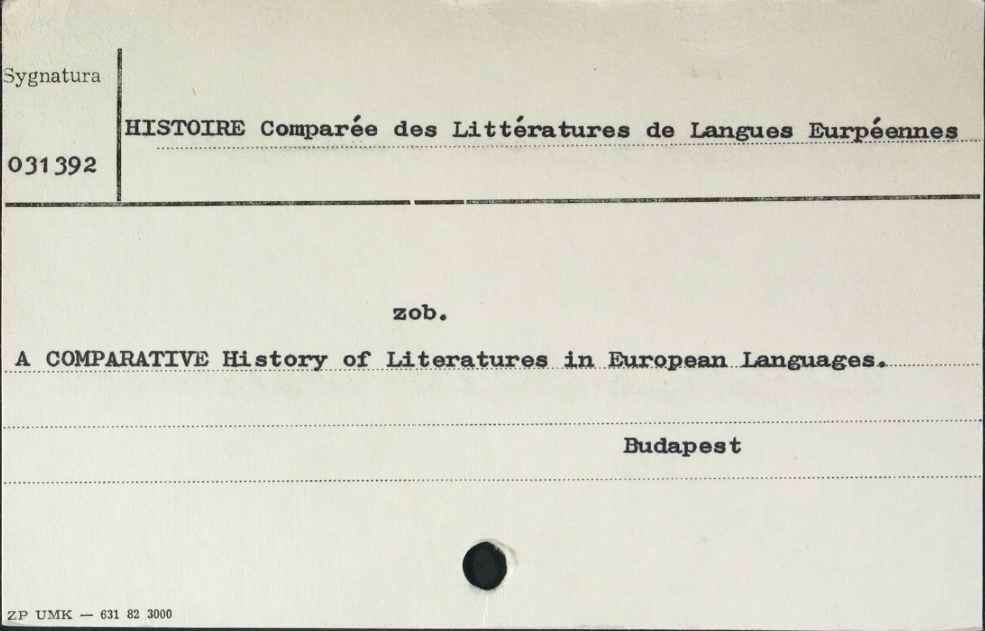 Sygnatura
HISTOIRE Comparée des Littératures de Langues Eurpéennes
031392
zob.
A COMPARATIVE History of Literatures in European Languages.
Budapest
ZP UMK — 631 82 3000